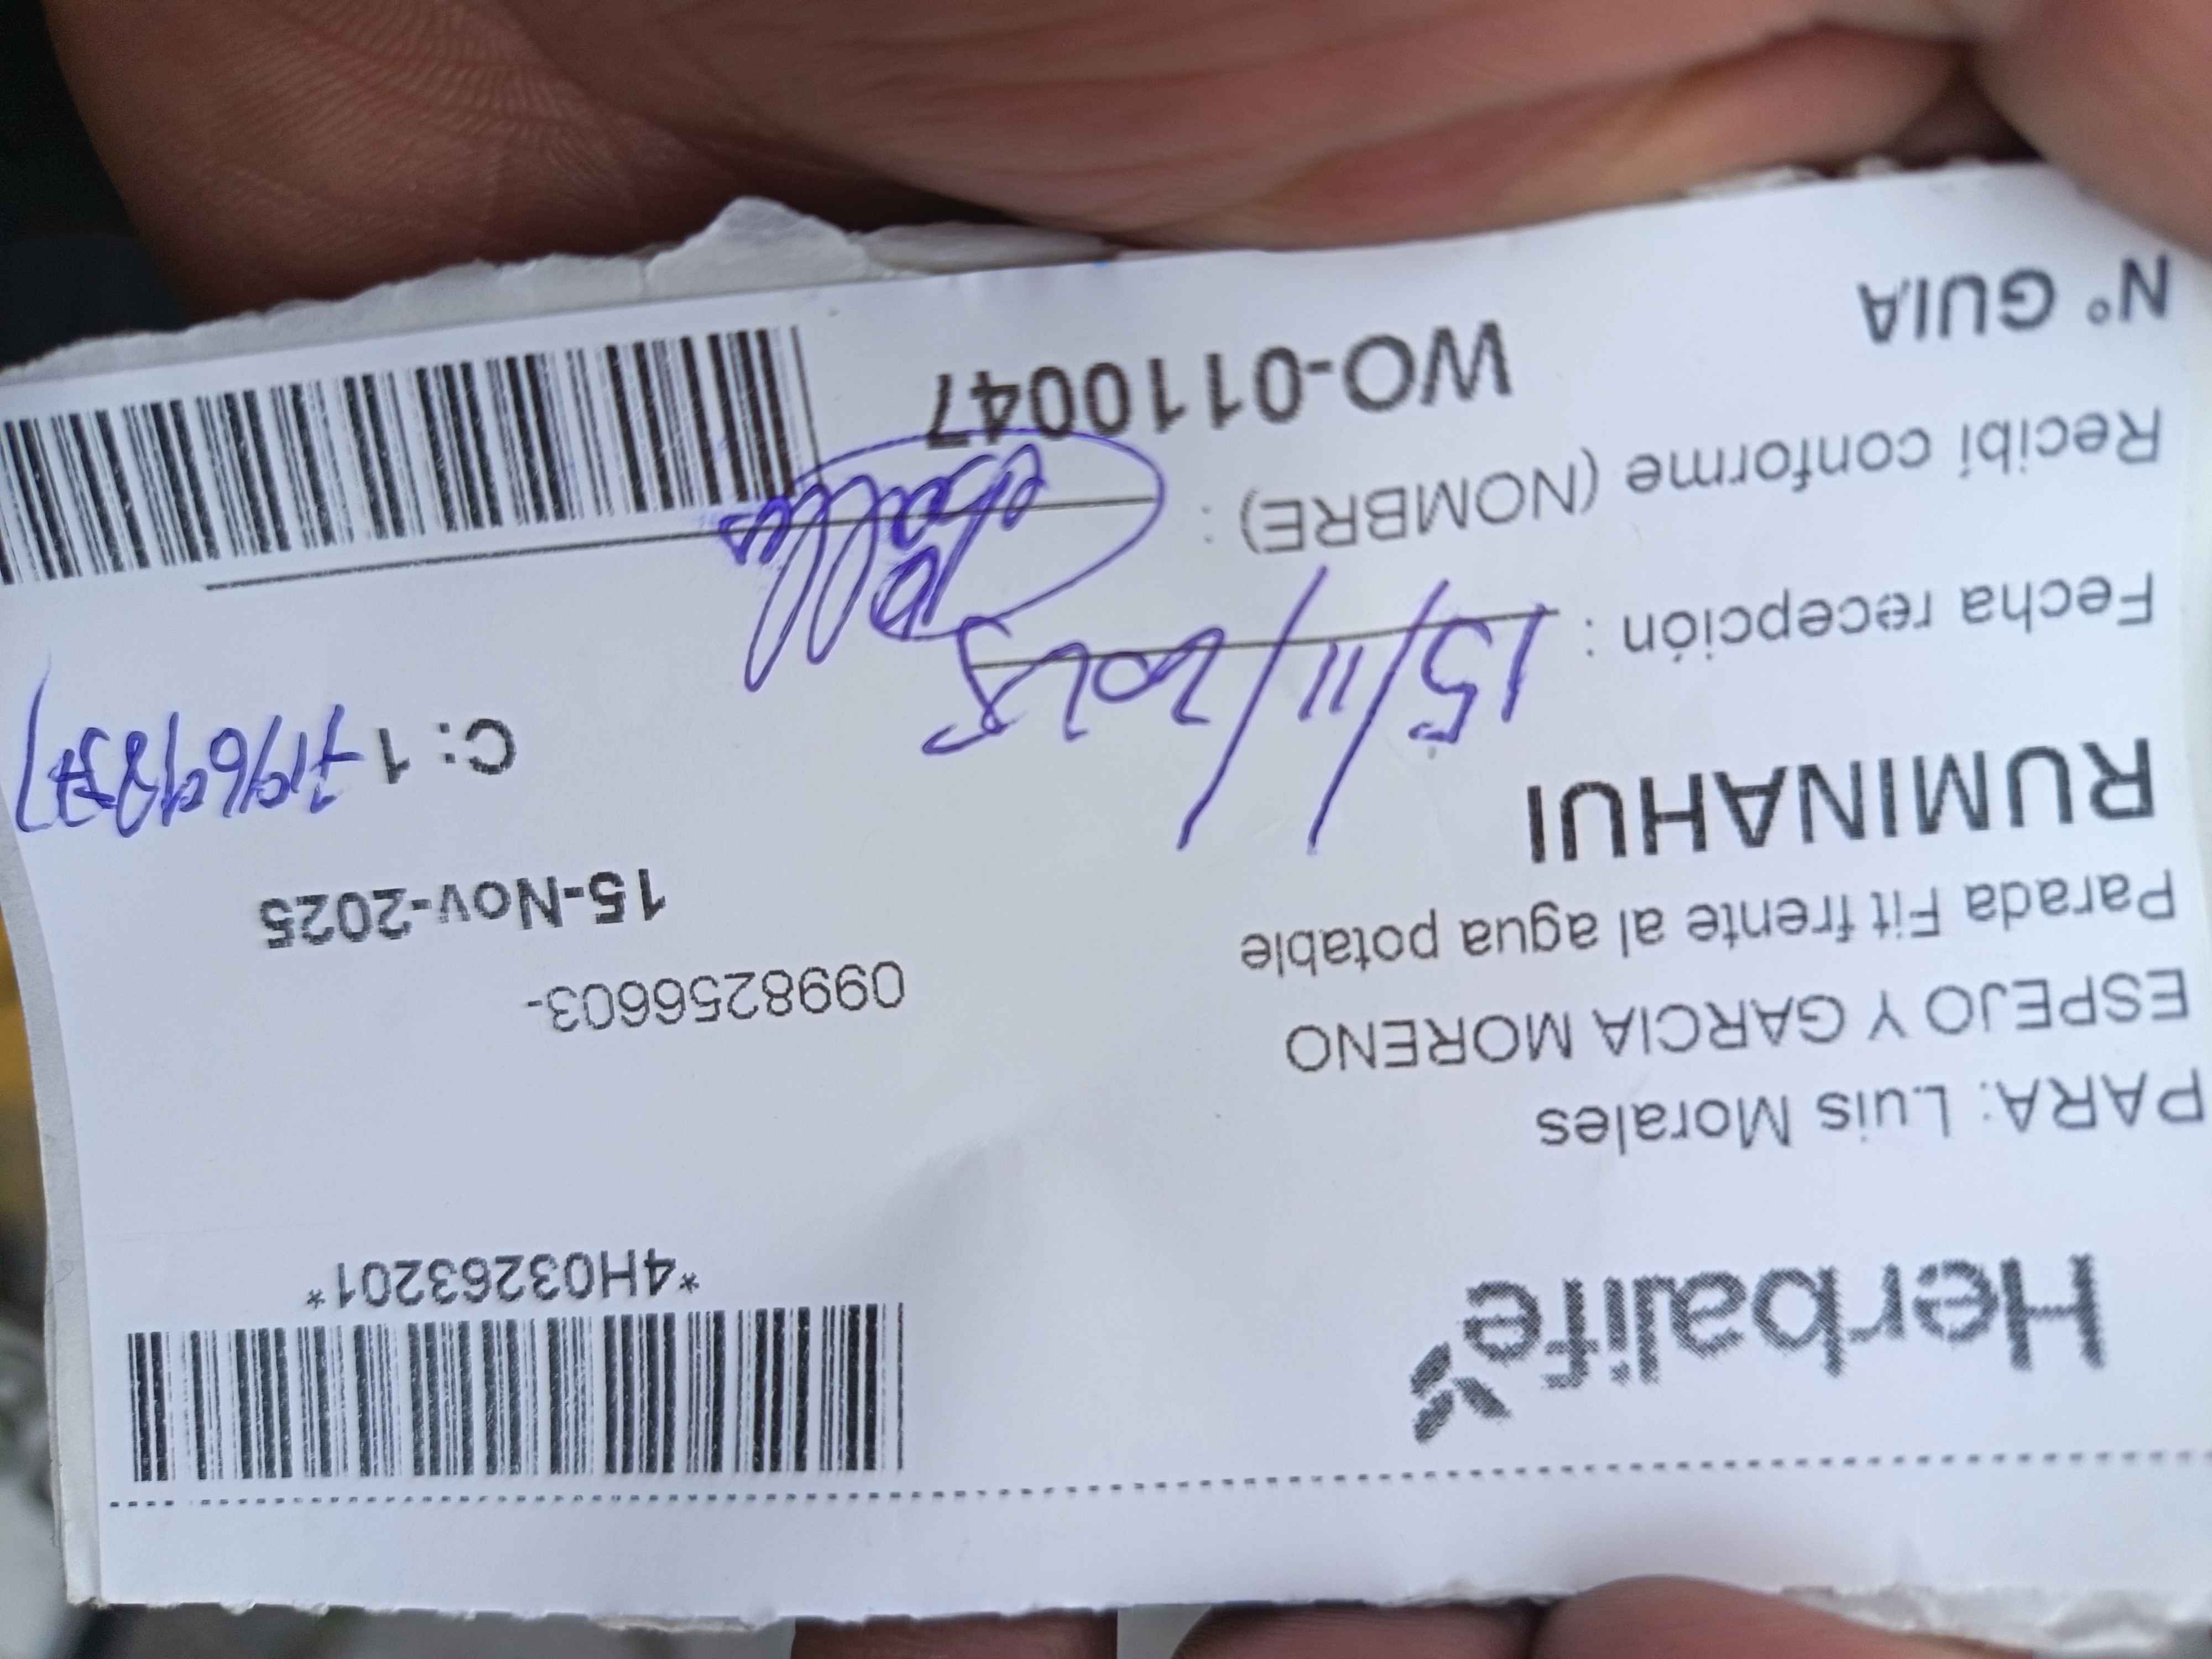 Herbalife
*4H03263201*
PARA: Luis Morales
ESPEJO Y GARCIA MORENO
0998256603-
Parada Fit frente al agua potable
15-Nov-2025
RUMINAHUI
C: 1
Fecha recepción : 15/11/2025
Recibí conforme (NOMBRE) :
WO-0110047
N° GUIA